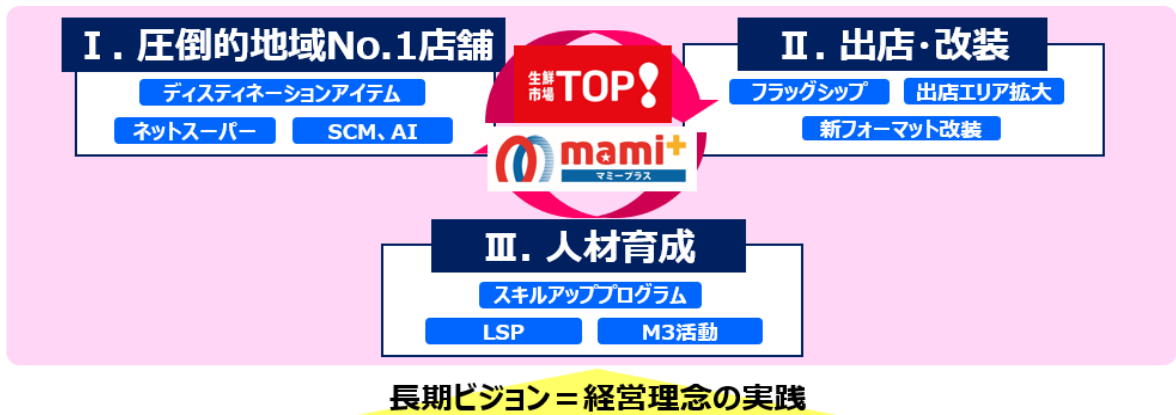 Ⅰ. 圧倒的地域No.1店舗
ディスティネーションアイテム
ネットスーパー
SCM、AI
生鮮市場TOP!
mami+
マミープラス
Ⅱ. 出店・改装
フラッグシップ
出店エリア拡大
新フォーマット改装
Ⅲ. 人材育成
スキルアッププログラム
LSP
M3活動
長期ビジョン＝経営理念の実践